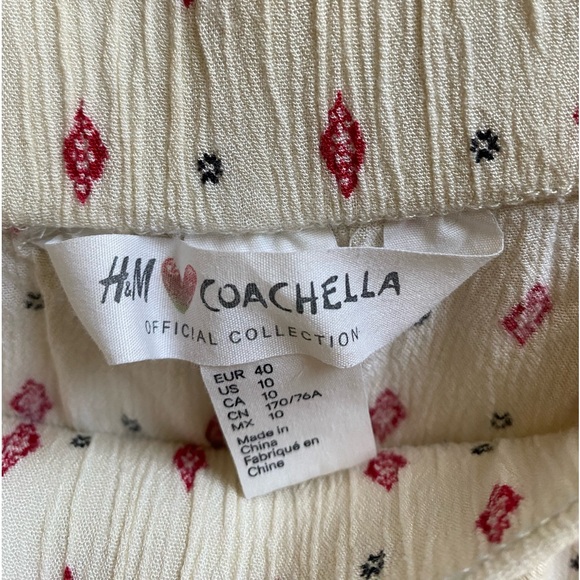 H&M COACHELLA
OFFICIAL COLLECTION
EUR 40
US 10
CA 10
CN 170/76A
MX 10
Made in
China
Fabriqué en
Chine